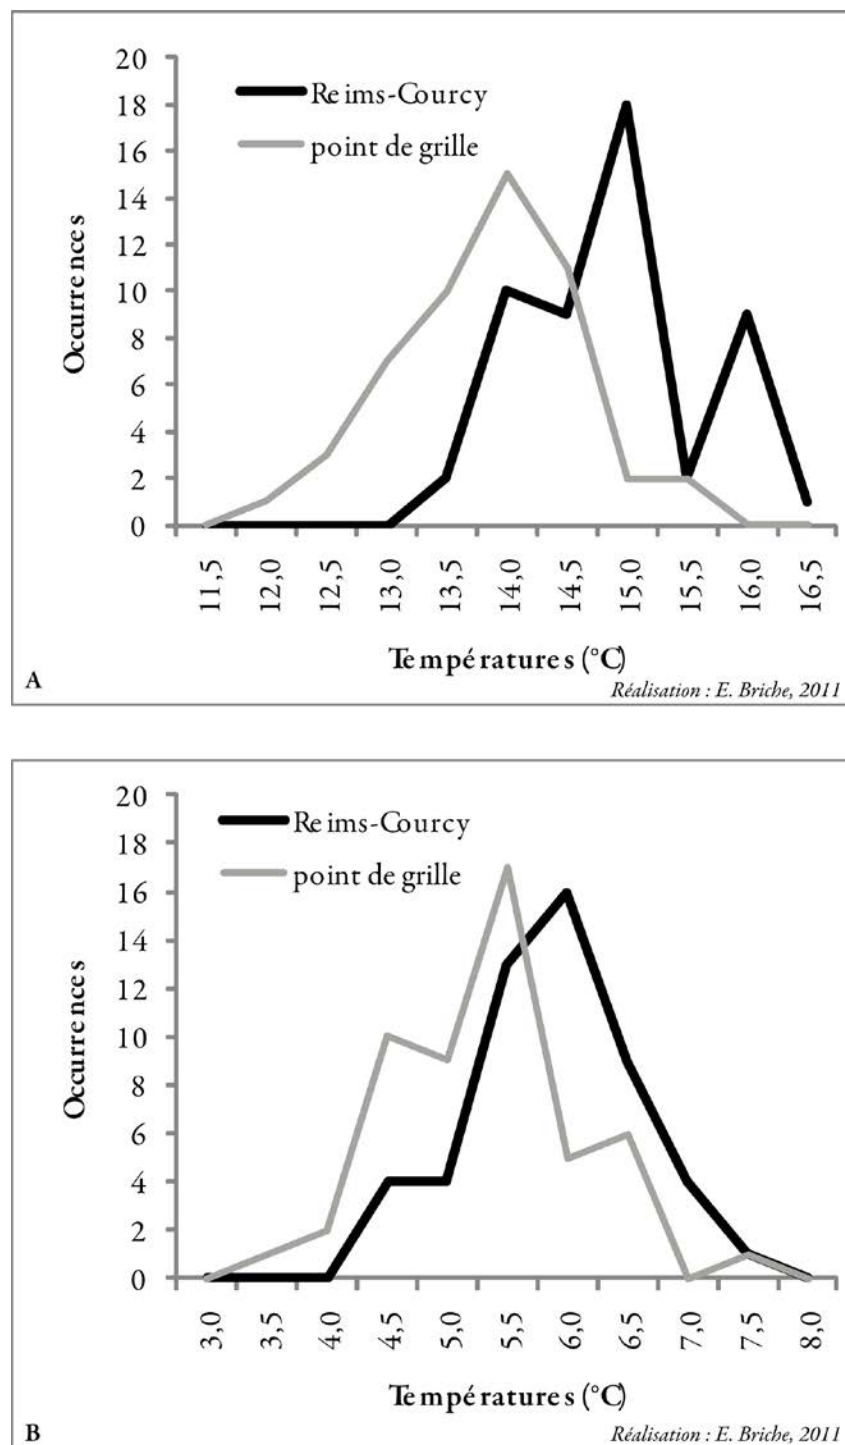 20
18
16
14
12
10
8
6
4
2
0
Occurrences
Reims-Courcy
point de grille
11,5 12,0 12,5 13,0 13,5 14,0 14,5 15,0 15,5 16,0 16,5
Températures (°C)
A
Réalisation : E. Briche, 2011
20
18
16
14
12
10
8
6
4
2
0
Occurrences
Reims-Courcy
point de grille
3,0 3,5 4,0 4,5 5,0 5,5 6,0 6,5 7,0 7,5 8,0
Températures (°C)
B
Réalisation : E. Briche, 2011